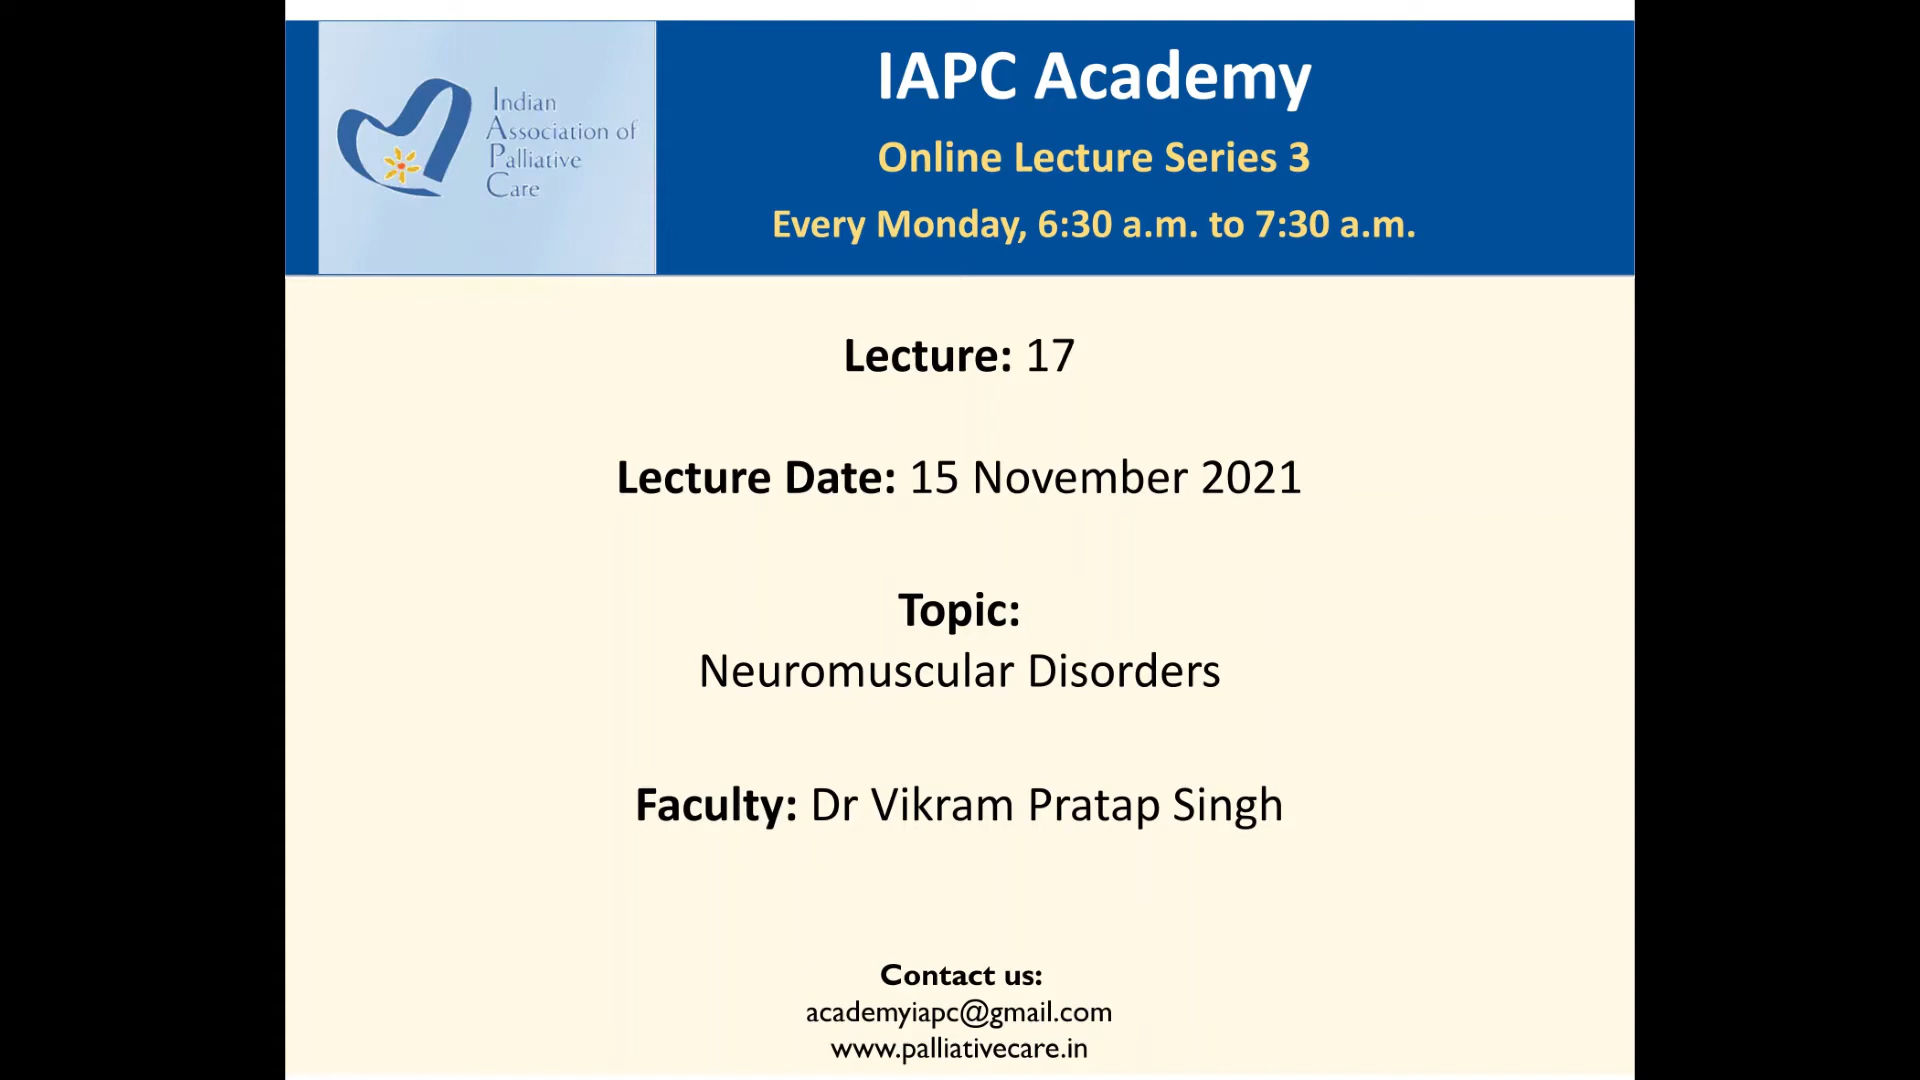 Indian
Association of
Palliative
Care
IAPC Academy
Online Lecture Series 3
Every Monday, 6:30 a.m. to 7:30 a.m.
Lecture: 17
Lecture Date: 15 November 2021
Topic:
Neuromuscular Disorders
Faculty: Dr Vikram Pratap Singh
Contact us:
academyiapc@gmail.com
www.palliativecare.in